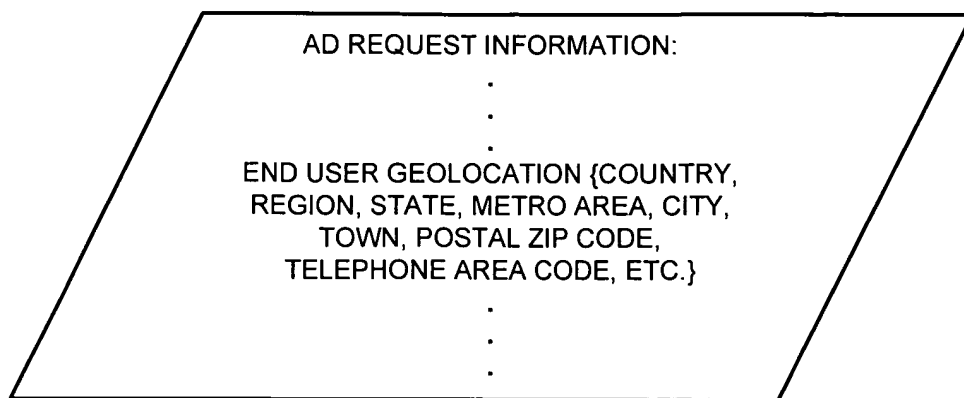 AD REQUEST INFORMATION:
.
.
.
END USER GEOLOCATION {COUNTRY,
REGION, STATE, METRO AREA, CITY,
TOWN, POSTAL ZIP CODE,
TELEPHONE AREA CODE, ETC.}
.
.
.